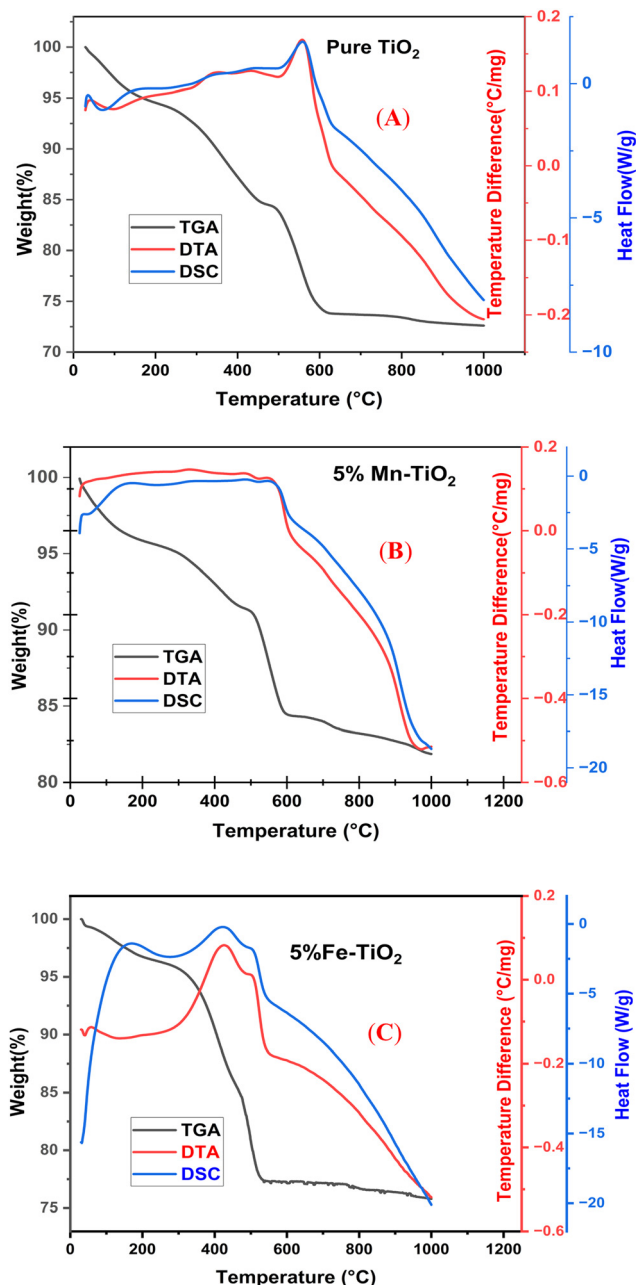 Pure TiO₂
(A)
TGA
DTA
DSC
Weight(%)
100
95
90
85
80
75
70
0 200 400 600 800 1000
Temperature (°C)
0.2
0.1
0.0
−0.1
−0.2
Temperature Difference(°C/mg)
0
−5
−10
Heat Flow(W/g)
5% Mn-TiO₂
(B)
TGA
DTA
DSC
Weight(%)
100
95
90
85
80
0 200 400 600 800 1000 1200
Temperature (°C)
0.2
0.0
−0.2
−0.4
−0.6
Temperature Difference(°C/mg)
0
−5
−10
−15
−20
Heat Flow(W/g)
5%Fe-TiO₂
(C)
TGA
DTA
DSC
Weight(%)
100
95
90
85
80
75
0 200 400 600 800 1000
Temperature (°C)
0.2
0.0
−0.2
−0.4
−0.6
Temperature Difference (°C/mg)
0
−5
−10
−15
−20
Heat Flow (W/g)